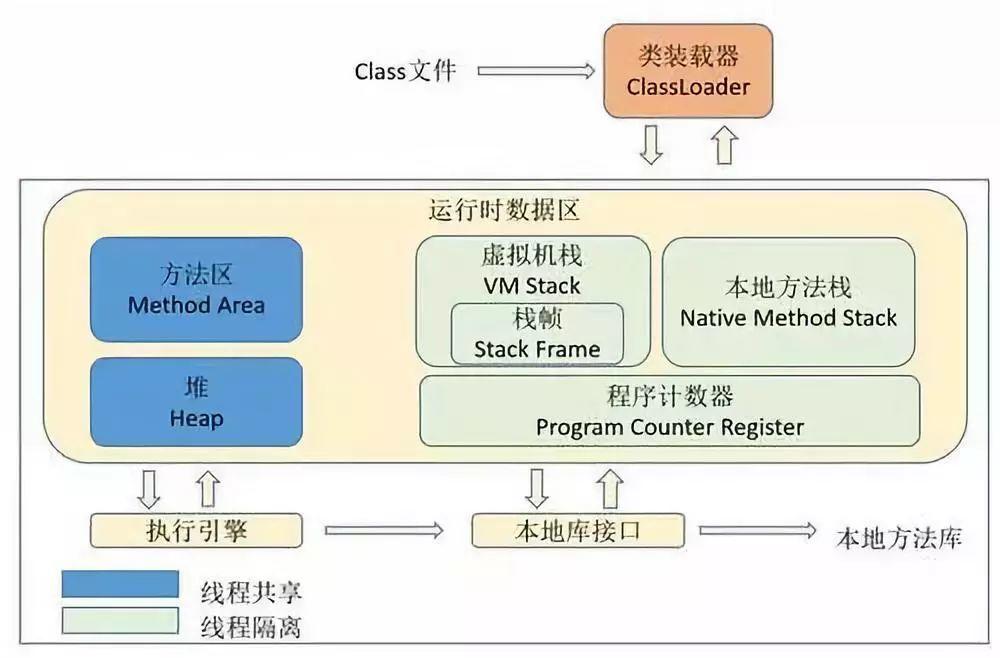 Class文件
类装载器
ClassLoader
运行时数据区
方法区
Method Area
堆
Heap
虚拟机栈
VM Stack
栈帧
Stack Frame
本地方法栈
Native Method Stack
程序计数器
Program Counter Register
执行引擎
本地库接口
本地方法库
线程共享
线程隔离